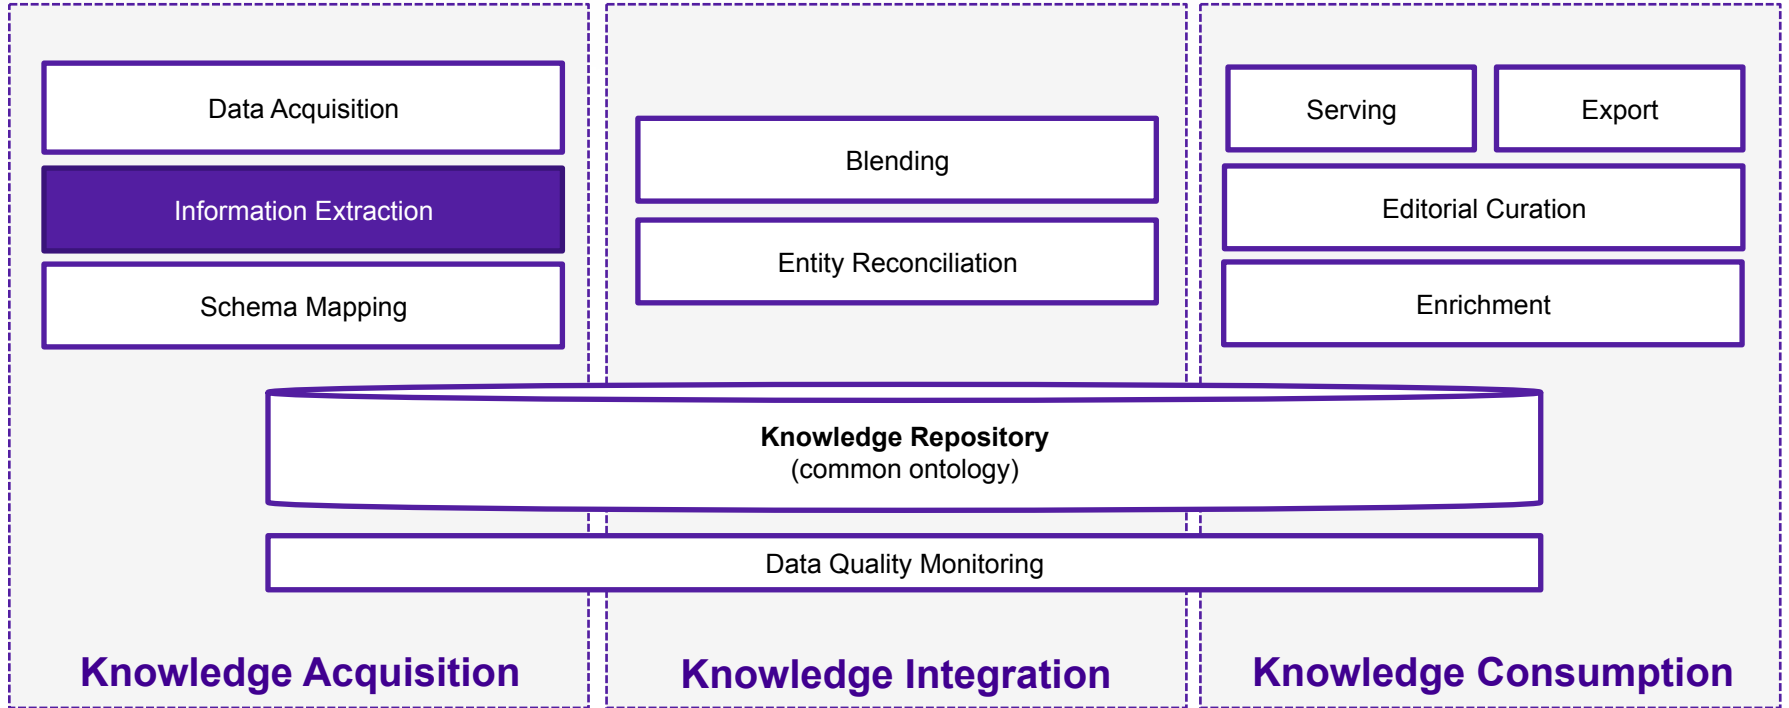 Data Acquisition
Information Extraction
Schema Mapping
Blending
Entity Reconciliation
Serving
Export
Editorial Curation
Enrichment
Knowledge Repository
(common ontology)
Data Quality Monitoring
Knowledge Acquisition
Knowledge Integration
Knowledge Consumption